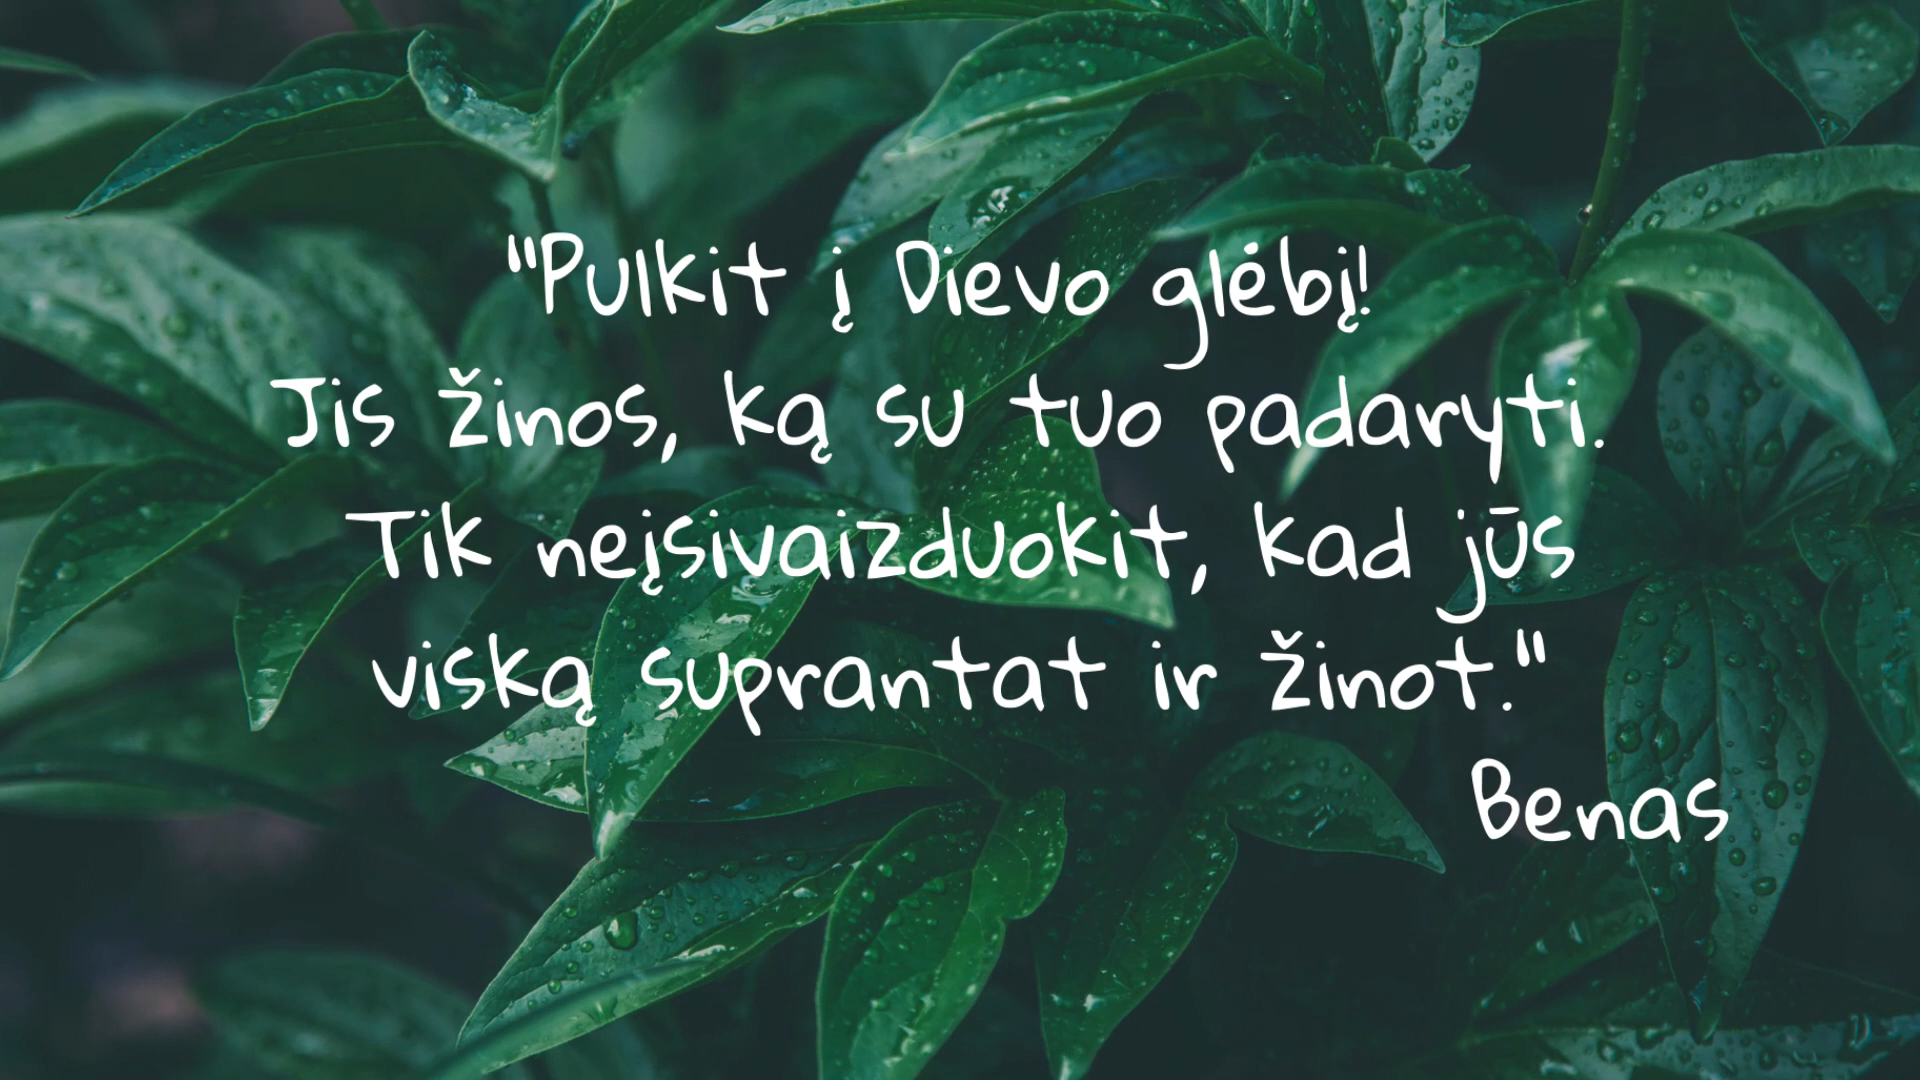 "Pulkit į Dievo glėbį!
Jis žinos, ką su tuo padaryti.
Tik neįsivaizduokit, kad jūs
viską suprantat ir žinot."
Benas